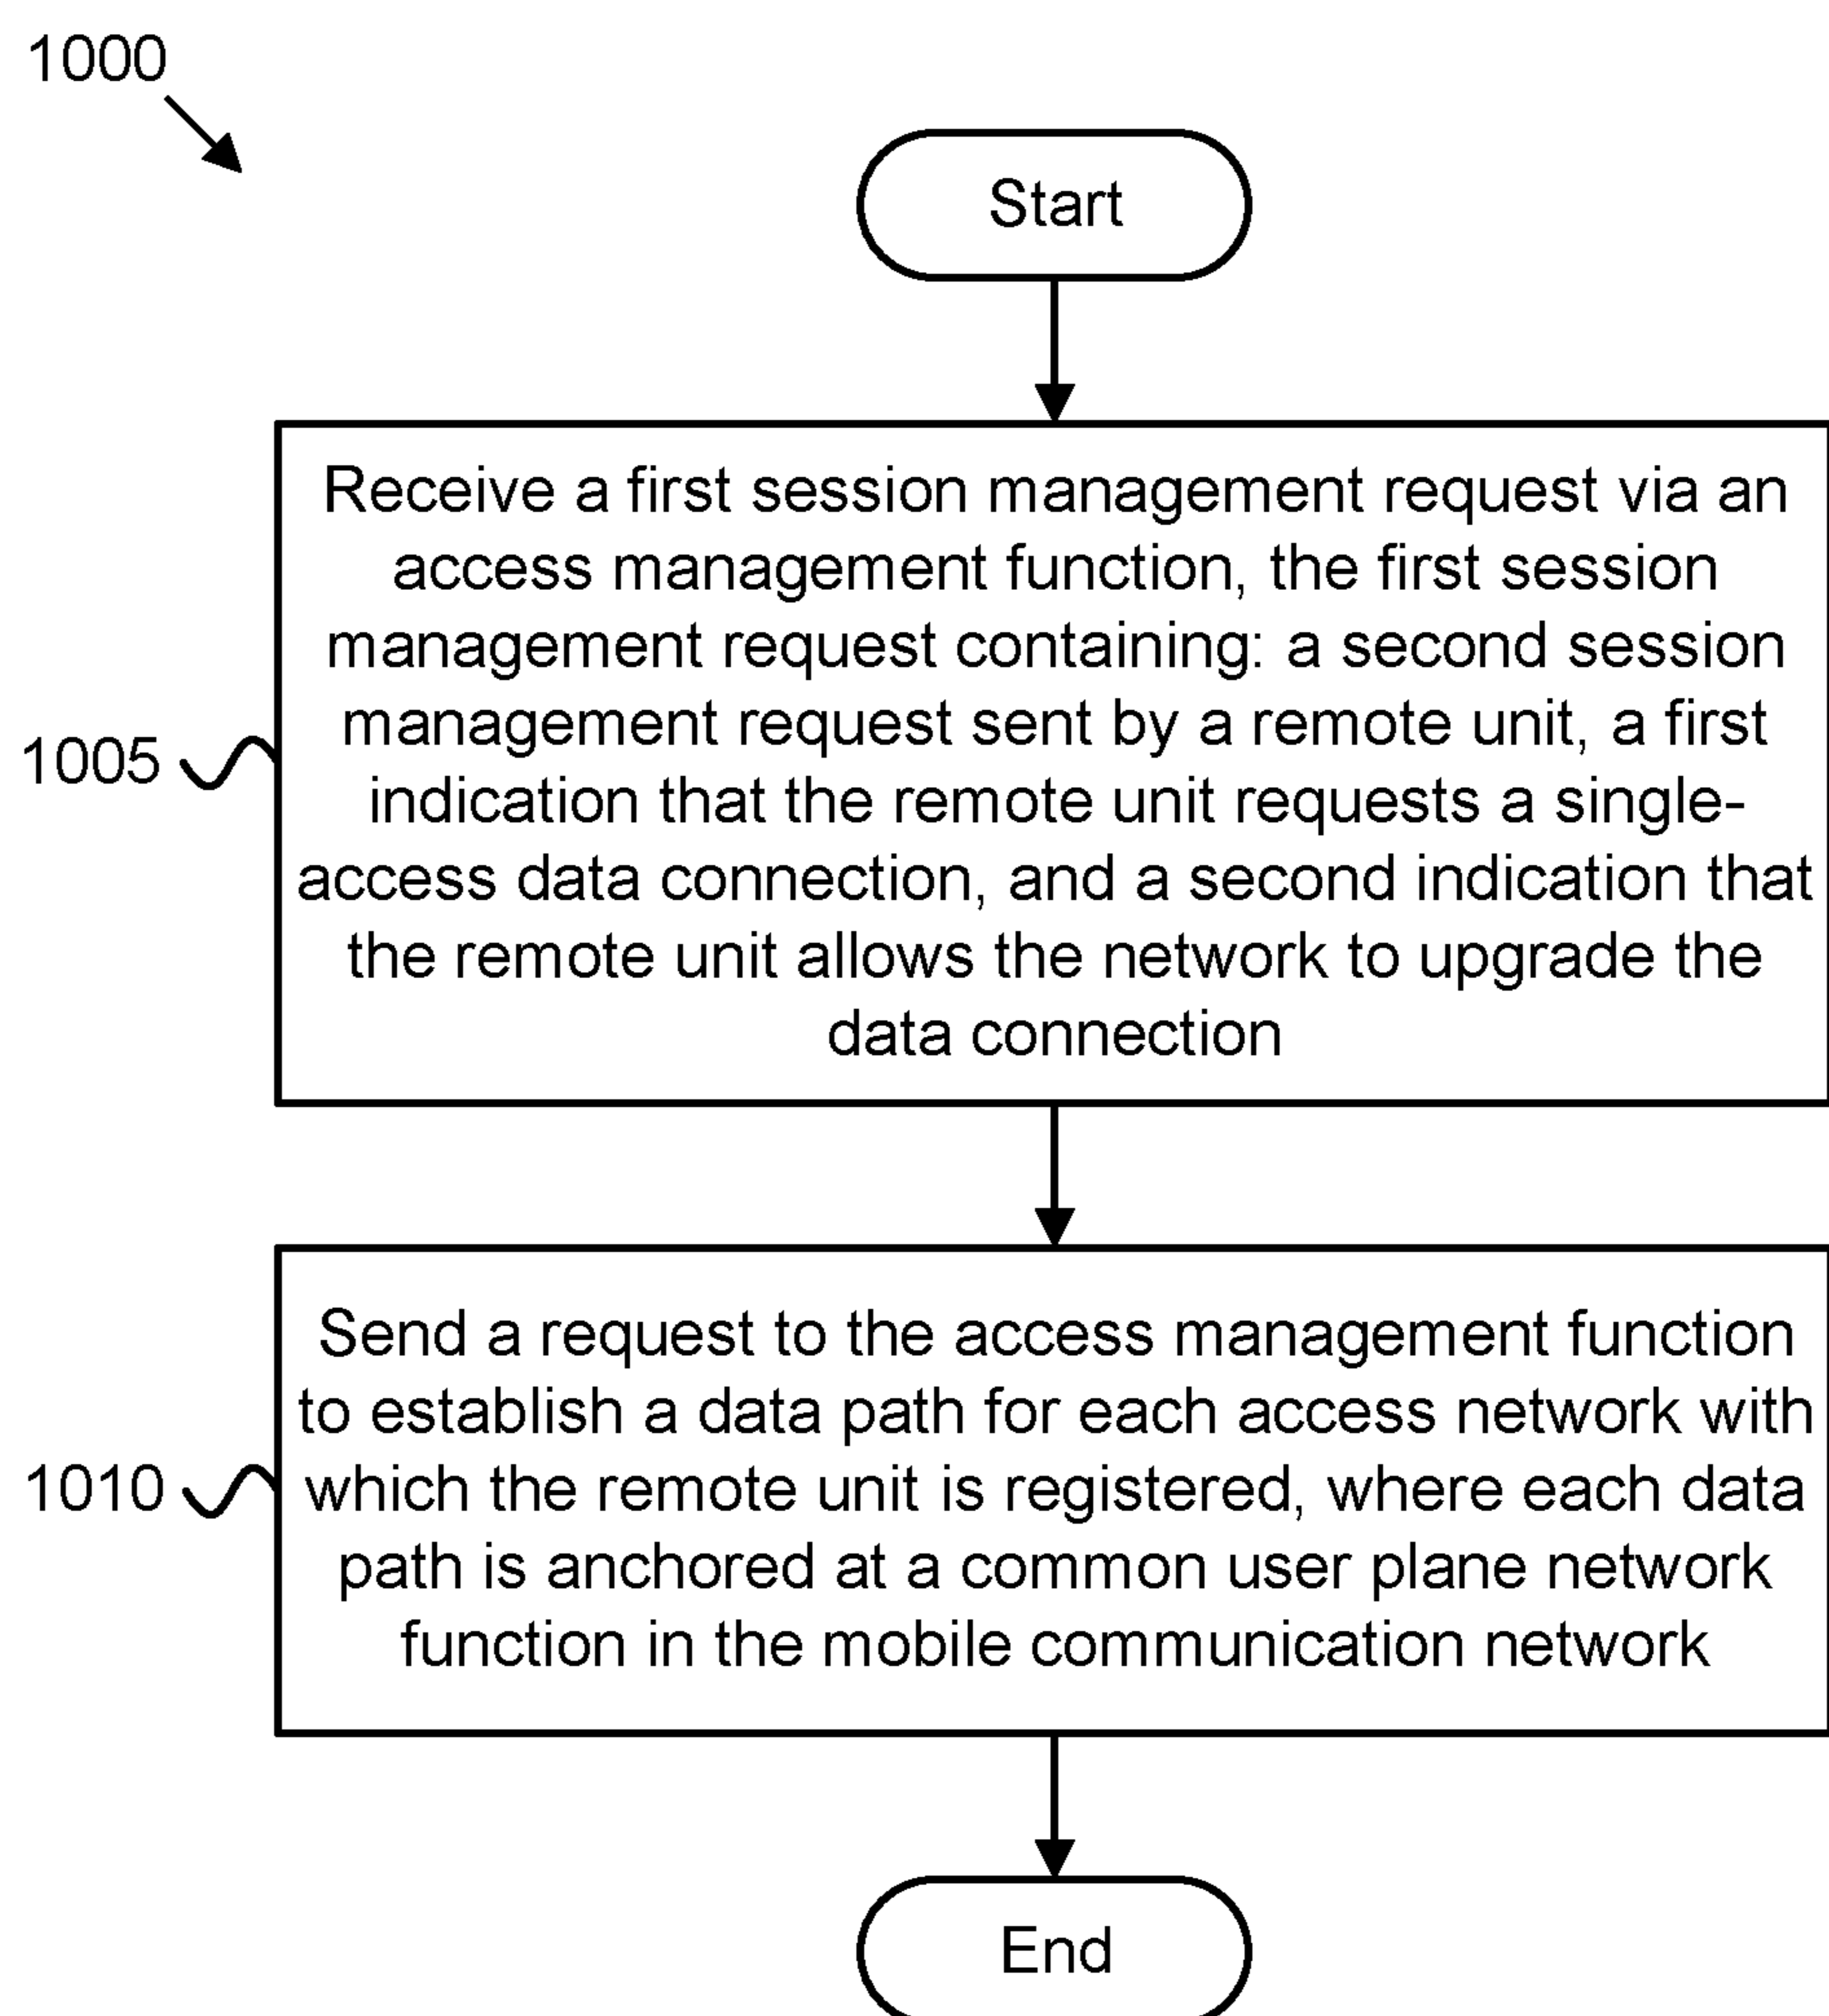 1000
Start
Receive a first session management request via an
access management function, the first session
management request containing: a second session
management request sent by a remote unit, a first
indication that the remote unit requests a single-
access data connection, and a second indication that
the remote unit allows the network to upgrade the
data connection
1005
Send a request to the access management function
to establish a data path for each access network with
which the remote unit is registered, where each data
path is anchored at a common user plane network
function in the mobile communication network
1010
End